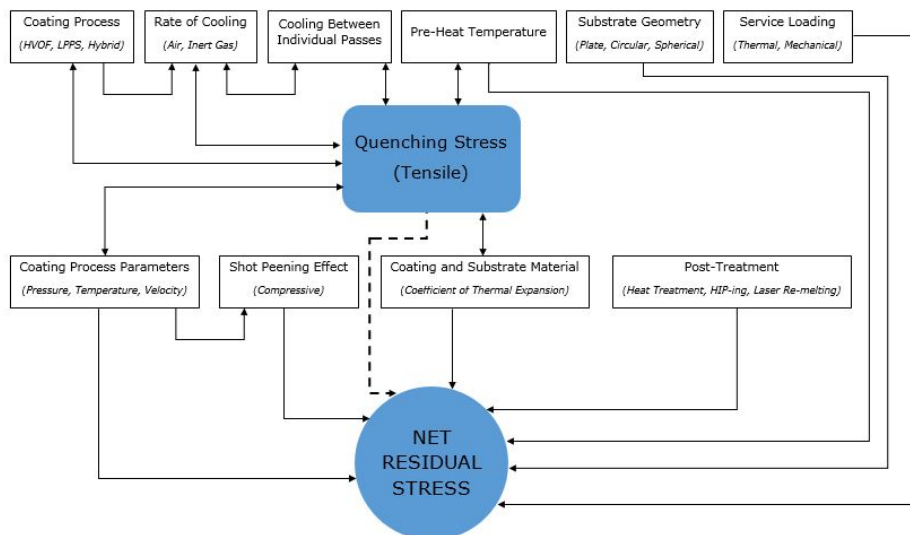 Coating Process
(HVOF, LPPS, Hybrid)
Rate of Cooling
(Air, Inert Gas)
Cooling Between
Individual Passes
Pre-Heat Temperature
Substrate Geometry
(Plate, Circular, Spherical)
Service Loading
(Thermal, Mechanical)
Quenching Stress
(Tensile)
Coating Process Parameters
(Pressure, Temperature, Velocity)
Shot Peening Effect
(Compressive)
Coating and Substrate Material
(Coefficient of Thermal Expansion)
Post-Treatment
(Heat Treatment, HIP-ing, Laser Re-melting)
NET
RESIDUAL
STRESS